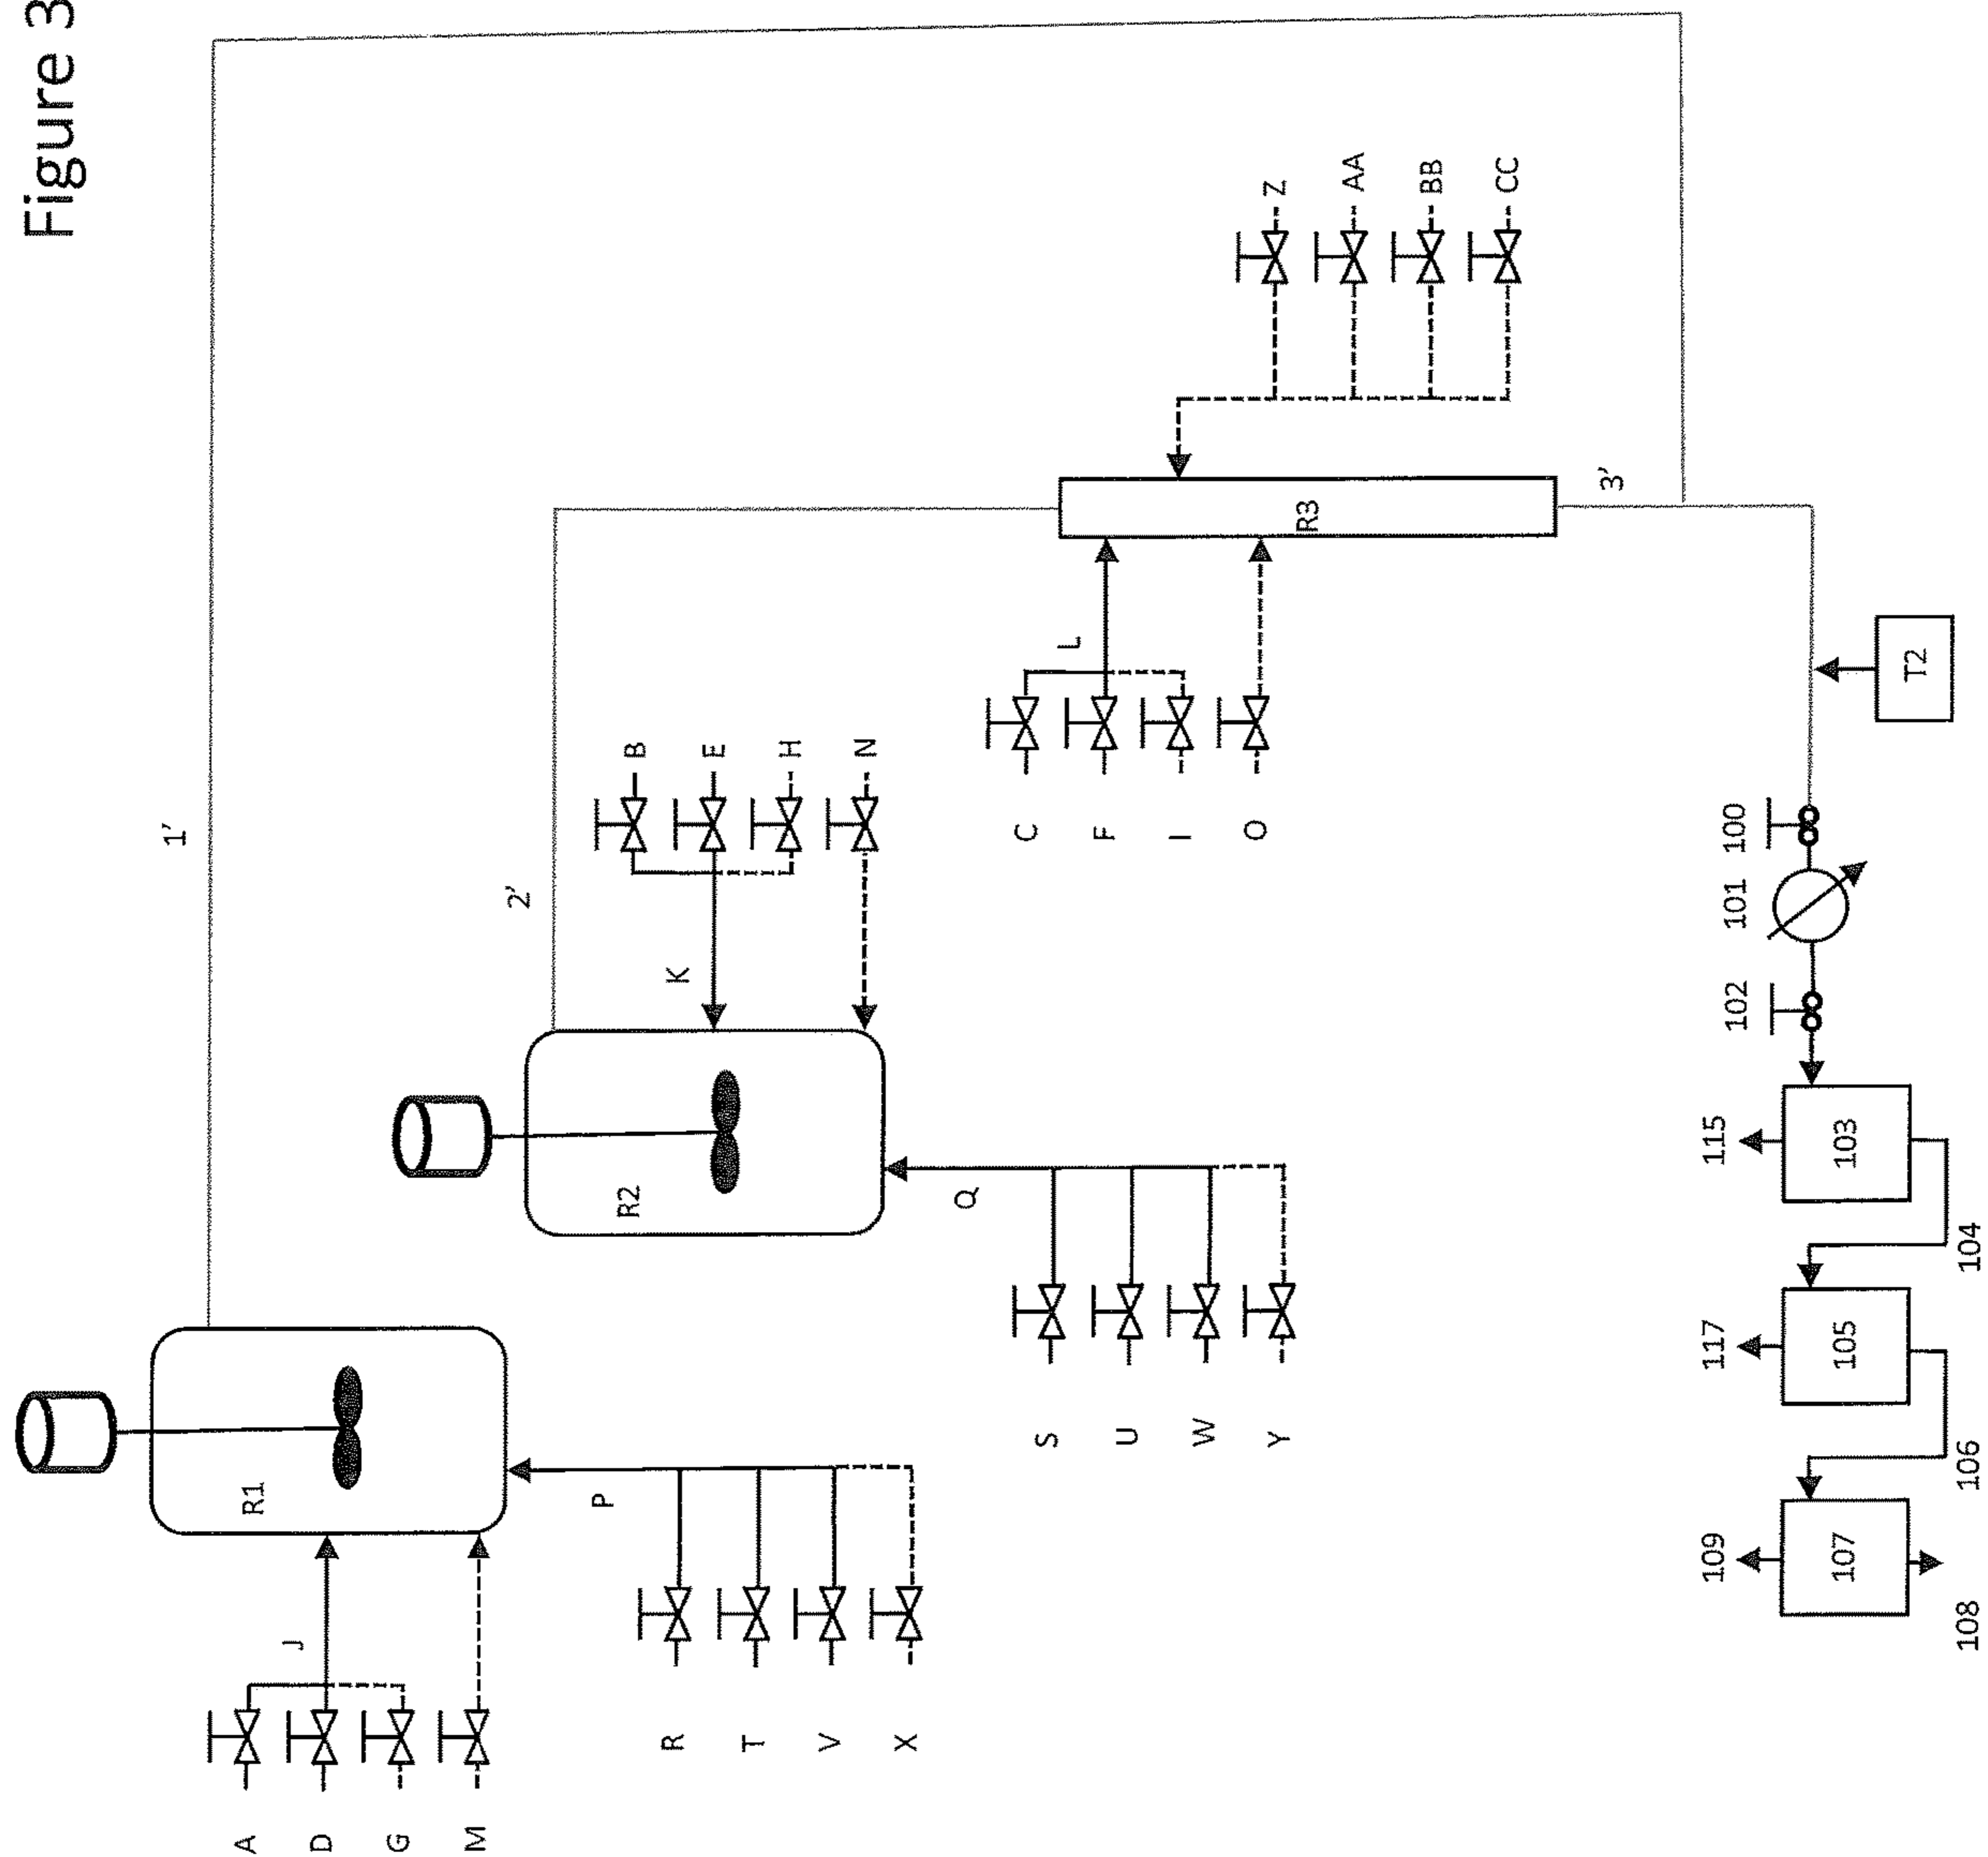 Figure 3
1'
2'
3'
R1
R2
R3
A
D
G
M
J
R
T
V
X
P
B
E
H
N
K
S
U
W
Y
Q
C
F
I
O
L
Z
AA
BB
CC
T2
100
101
102
103
115
104
105
117
106
107
109
108